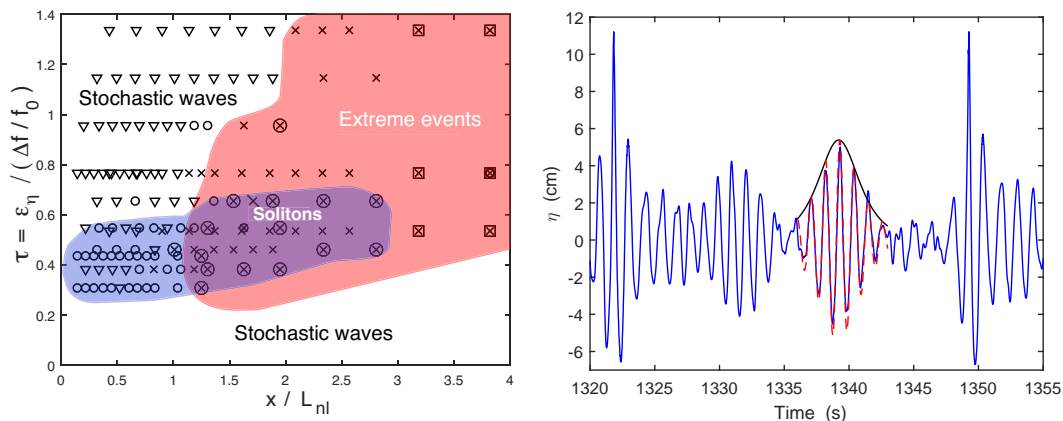 1.4
1.2
1
0.8
0.6
0.4
0.2
0
τ = ε_η / (Δf / f_0)
Stochastic waves
Extreme events
Solitons
Stochastic waves
0 0.5 1 1.5 2 2.5 3 3.5 4
x / L_nl
12
10
8
6
4
2
0
-2
-4
-6
η (cm)
1320 1325 1330 1335 1340 1345 1350 1355
Time (s)